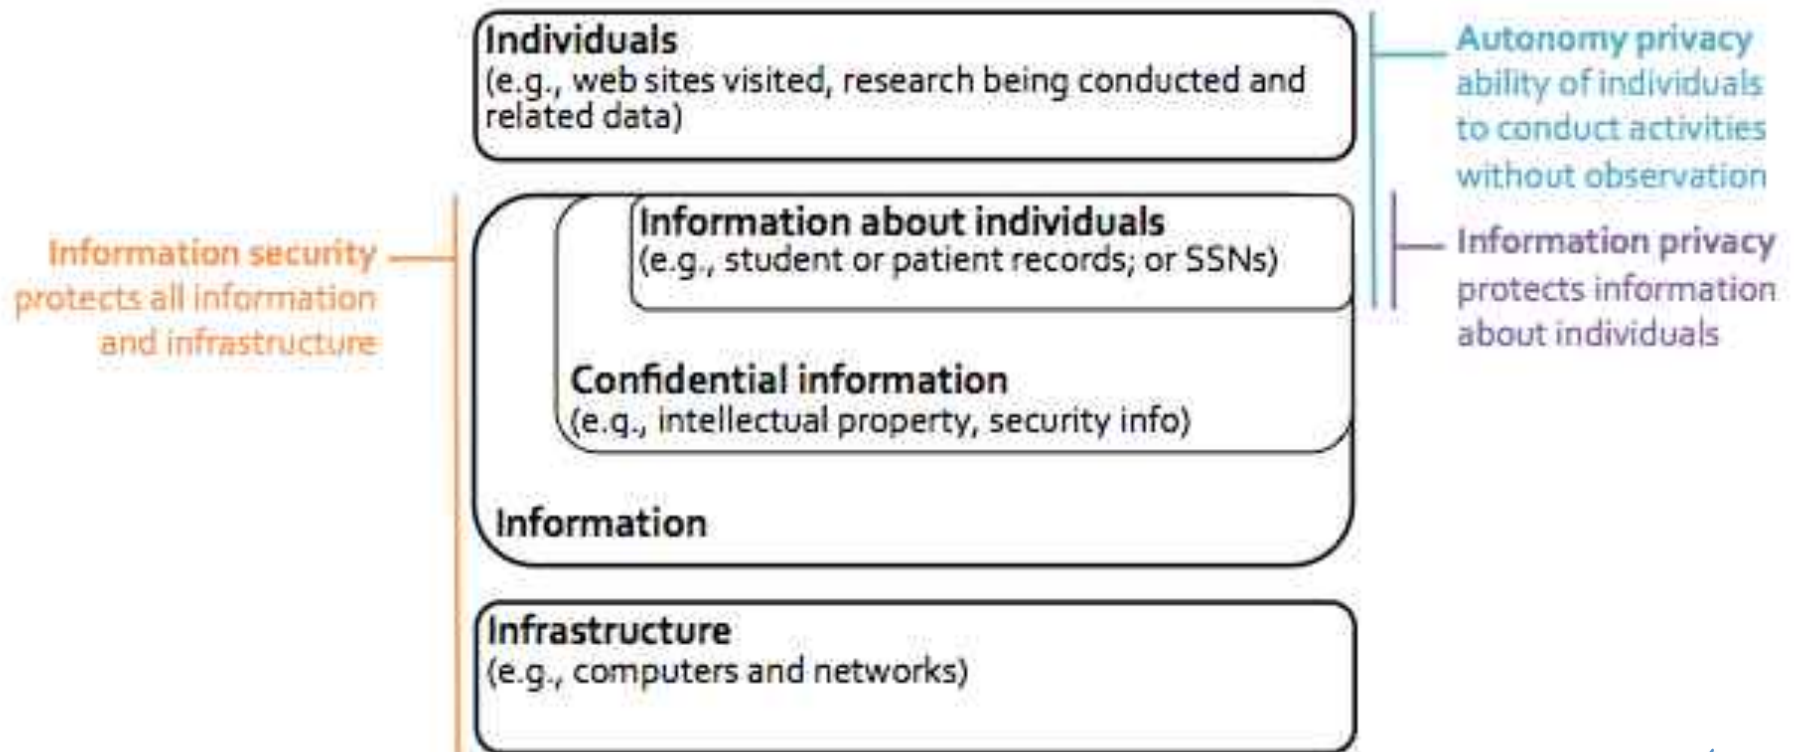 Individuals
(e.g., web sites visited, research being conducted and
related data)
Autonomy privacy
ability of individuals
to conduct activities
without observation
Information security
protects all information
and infrastructure
Information about individuals
(e.g., student or patient records; or SSNs)
Information privacy
protects information
about individuals
Confidential information
(e.g., intellectual property, security info)
Information
Infrastructure
(e.g., computers and networks)